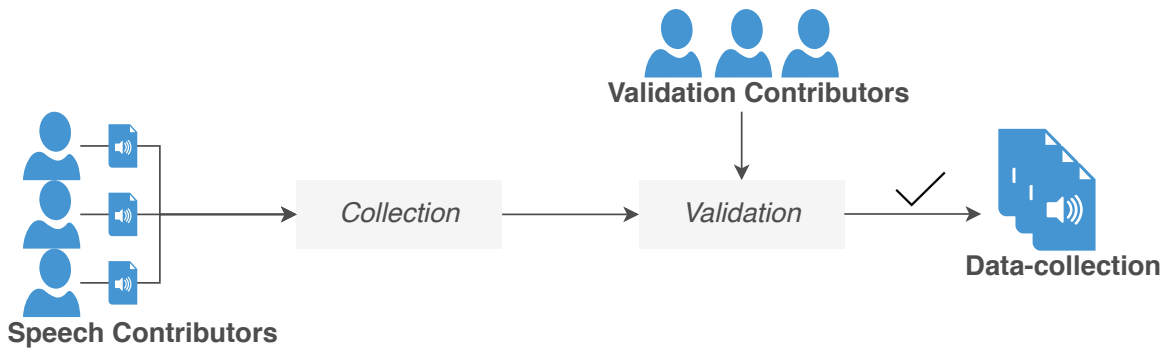 Validation Contributors
Collection
Validation
Data-collection
Speech Contributors